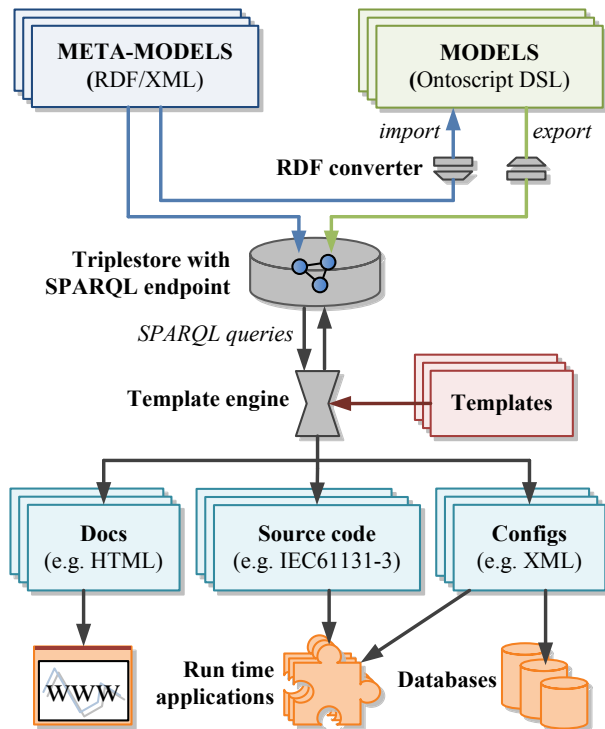 META-MODELS
(RDF/XML)
MODELS
(Ontoscript DSL)
import
export
RDF converter
Triplestore with
SPARQL endpoint
SPARQL queries
Template engine
Templates
Docs
(e.g. HTML)
Source code
(e.g. IEC61131-3)
Configs
(e.g. XML)
WWW
Run time
applications
Databases